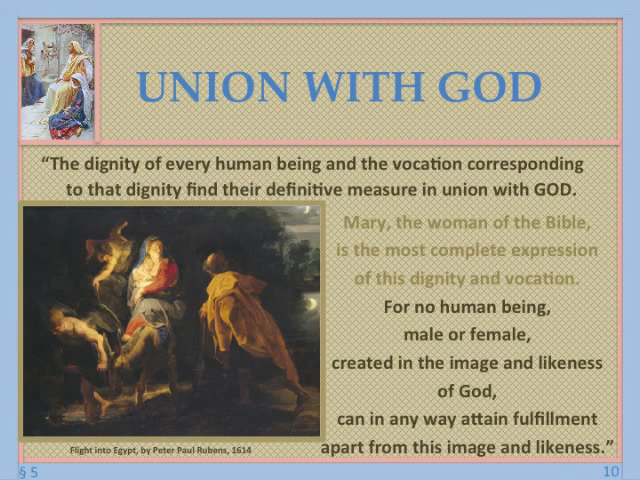 UNION WITH GOD
“The dignity of every human being and the vocation corresponding
to that dignity find their definitive measure in union with GOD.
Mary, the woman of the Bible,
is the most complete expression
of this dignity and vocation.
For no human being,
male or female,
created in the image and likeness
of God,
can in any way attain fulfillment
apart from this image and likeness.”
Flight into Egypt, by Peter Paul Rubens, 1614
§ 5
10